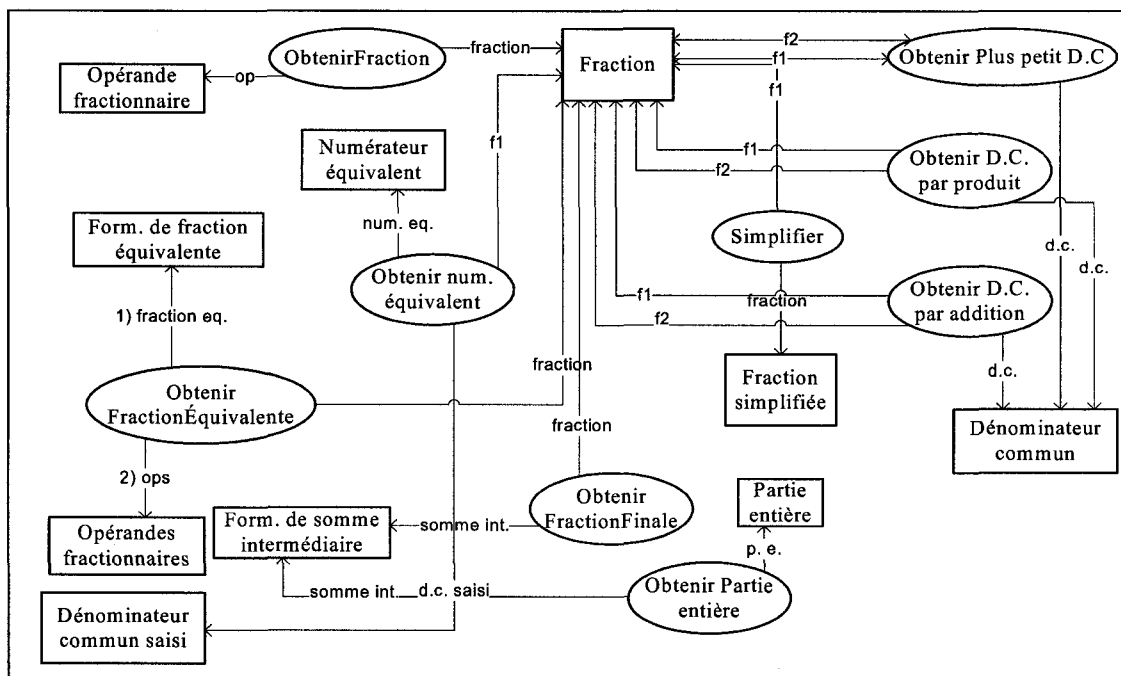 ObtenirFraction
fraction
Fraction
f2
f1
f1
Obtenir Plus petit D.C
Opérande
fractionnaire
op
f1
Numérateur
équivalent
f1
f2
Obtenir D.C.
par produit
Form. de fraction
équivalente
num. eq.
Simplifier
d.c.
d.c.
Obtenir num.
équivalent
1) fraction eq.
f1
f2
fraction
Obtenir D.C.
par addition
fraction
Obtenir
FractionÉquivalente
Fraction
simplifiée
d.c.
fraction
Dénominateur
commun
2) ops
Obtenir
FractionFinale
Partie
entière
Opérandes
fractionnaires
Form. de somme
intermédiaire
somme int.
p. e.
somme int.
d.c. saisi
Obtenir Partie
entière
Dénominateur
commun saisi